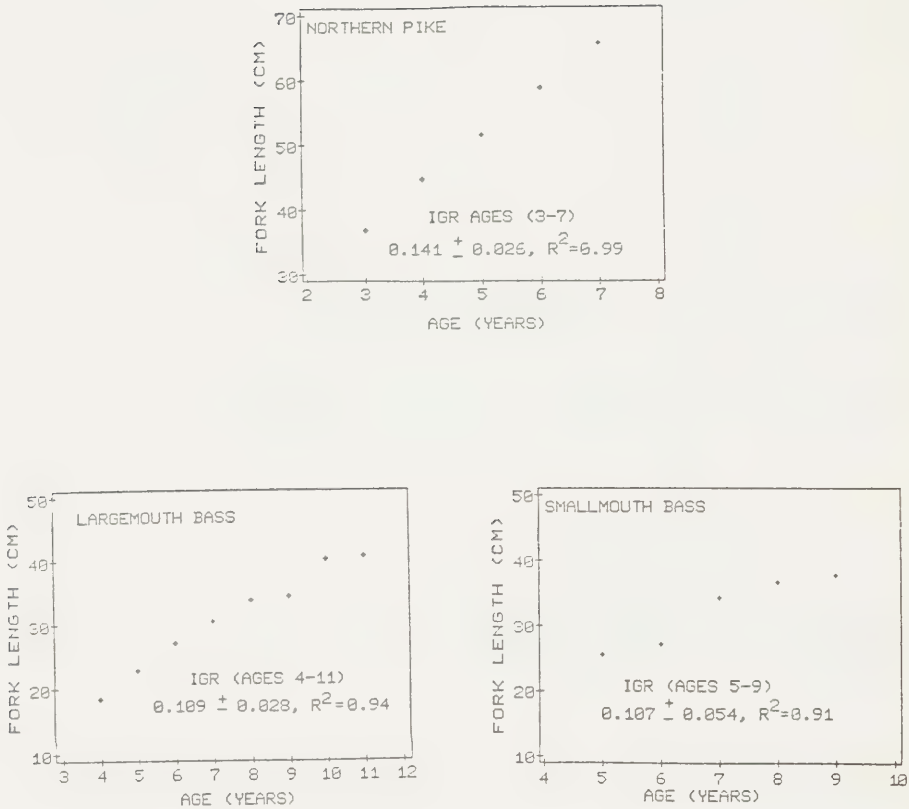 NORTHERN PIKE
FORK LENGTH (CM)
70
60
50
40
30
IGR AGES (3-7)
0.141 ± 0.026, R²=0.99
2 3 4 5 6 7 8
AGE (YEARS)
LARGEMOUTH BASS
FORK LENGTH (CM)
50
40
30
20
10
IGR (AGES 4-11)
0.109 ± 0.028, R²=0.94
3 4 5 6 7 8 9 10 11 12
AGE (YEARS)
SMALLMOUTH BASS
FORK LENGTH (CM)
50
40
30
20
10
IGR (AGES 5-9)
0.107 ± 0.054, R²=0.91
4 5 6 7 8 9 10
AGE (YEARS)